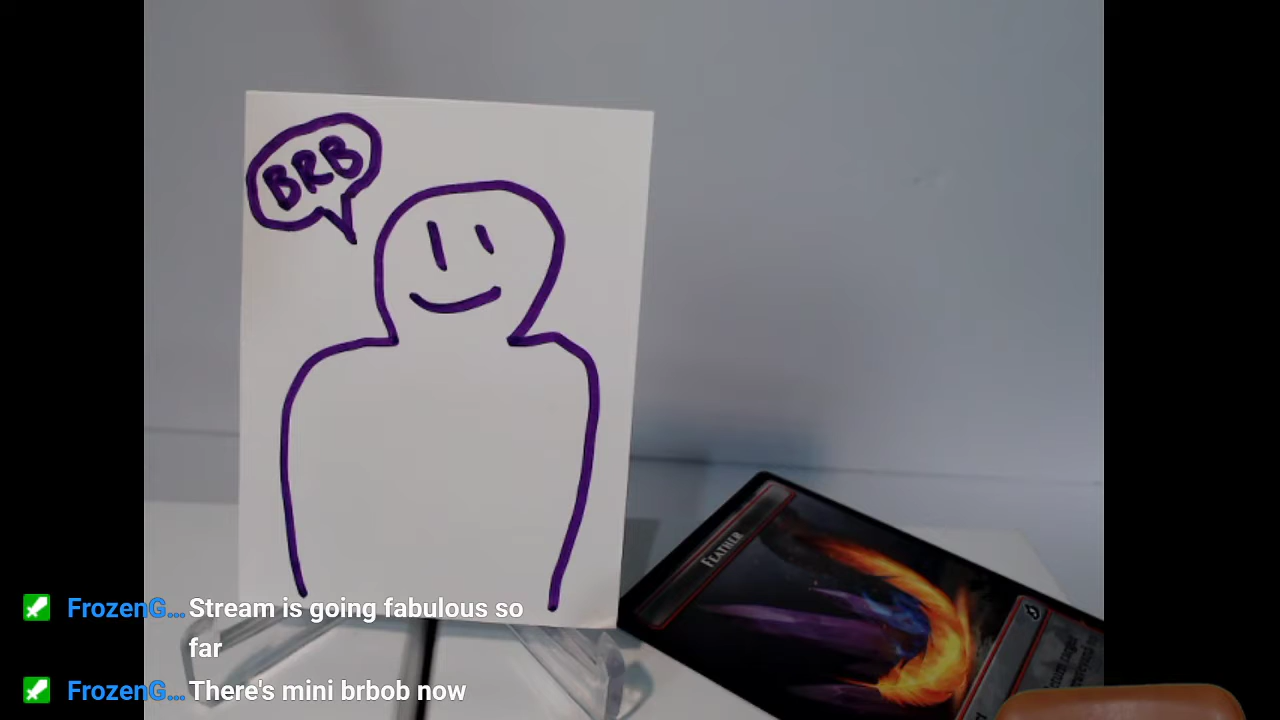 BRB
FEATHER
FrozenG... Stream is going fabulous so
far
FrozenG... There's mini brbob now